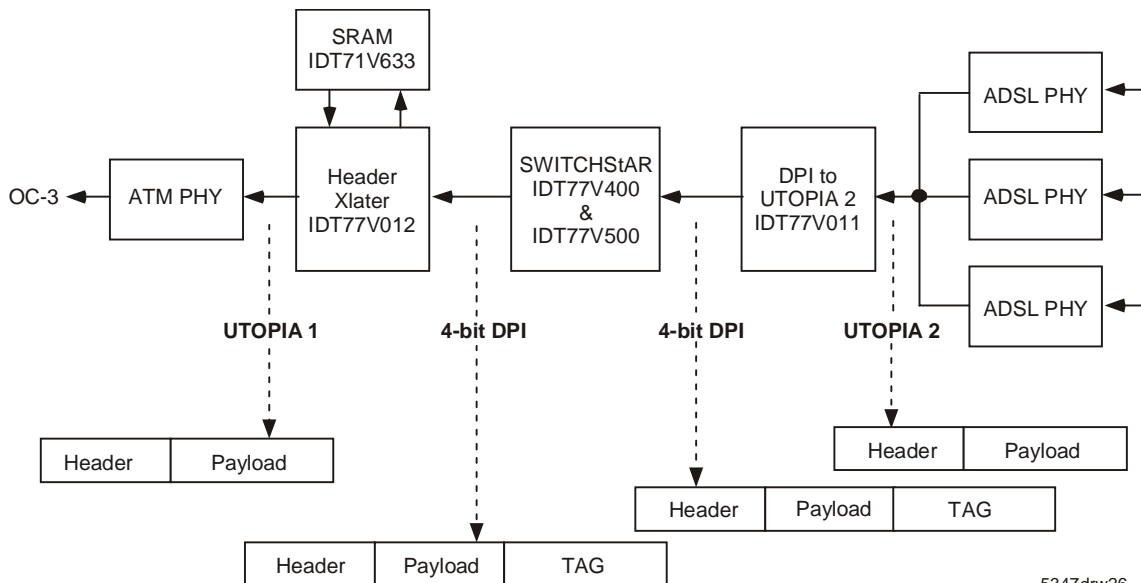 SRAM
IDT71V633
ADSL PHY
OC-3
ATM PHY
Header
Xlater
IDT77V012
SWITCHStAR
IDT77V400
&
IDT77V500
DPI to
UTOPIA 2
IDT77V011
ADSL PHY
ADSL PHY
UTOPIA 1
4-bit DPI
4-bit DPI
UTOPIA 2
Header Payload
Header Payload
Header Payload TAG
Header Payload TAG
5347drw26